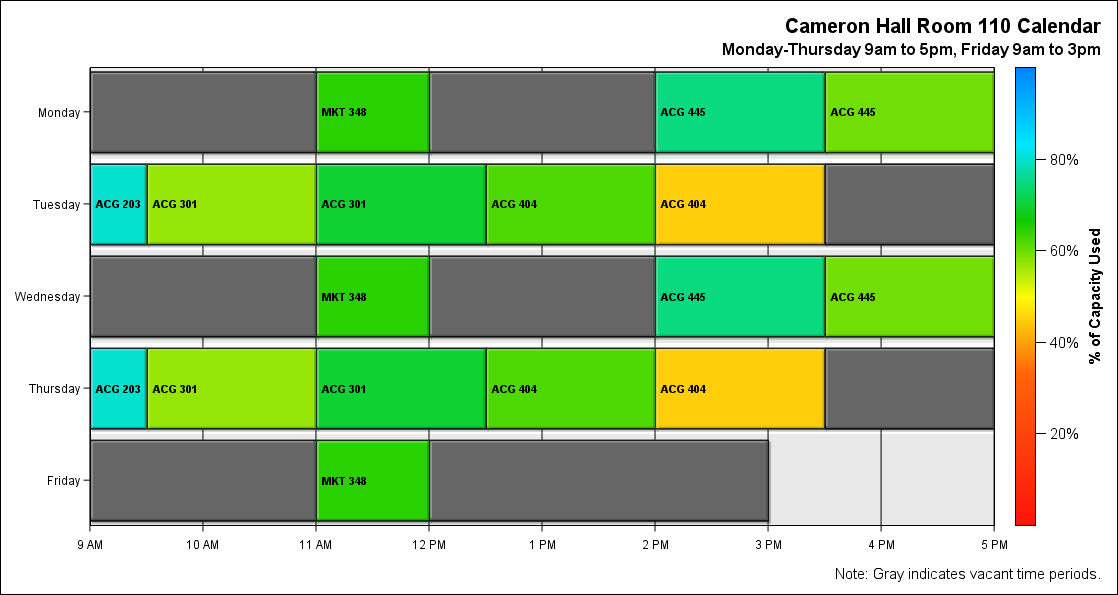 Cameron Hall Room 110 Calendar
Monday-Thursday 9am to 5pm, Friday 9am to 3pm
Monday
MKT 348
ACG 445
ACG 445
Tuesday
ACG 203
ACG 301
ACG 301
ACG 404
ACG 404
Wednesday
MKT 348
ACG 445
ACG 445
Thursday
ACG 203
ACG 301
ACG 301
ACG 404
ACG 404
Friday
MKT 348
9 AM
10 AM
11 AM
12 PM
1 PM
2 PM
3 PM
4 PM
5 PM
80%
60%
40%
20%
% of Capacity Used
Note: Gray indicates vacant time periods.